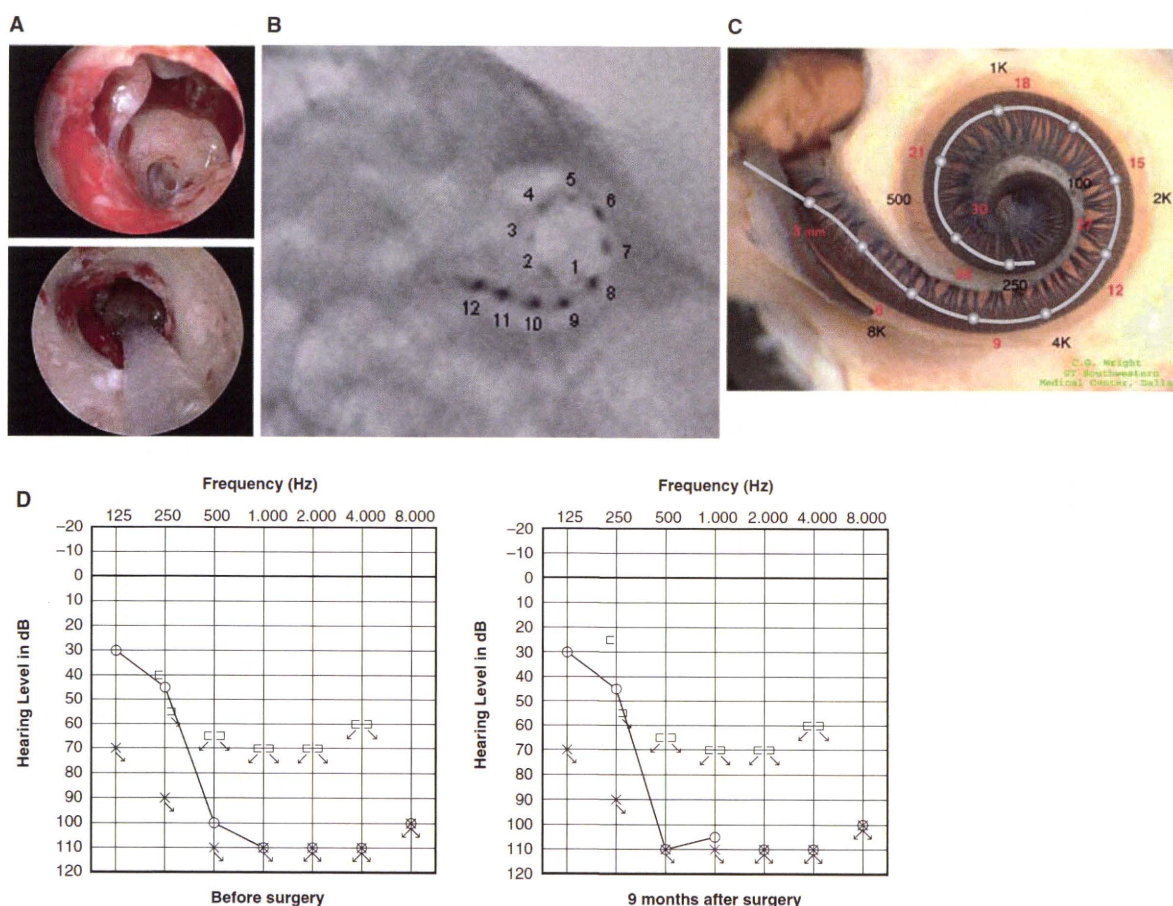 A
B
C
1K
18
21
15
500
100
2K
30
3 mm
250
12
6
8K
9
4K
C.G. Wright
UT Southwestern
Medical Center, Dalla
5
4
6
3
7
2
1
8
12
11
10
9
D
Frequency (Hz)
125 250 500 1.000 2.000 4.000 8.000
Hearing Level in dB
−20
−10
0
10
20
30
40
50
60
70
80
90
100
110
120
Before surgery
Frequency (Hz)
125 250 500 1.000 2.000 4.000 8.000
Hearing Level in dB
−20
−10
0
10
20
30
40
50
60
70
80
90
100
110
120
9 months after surgery